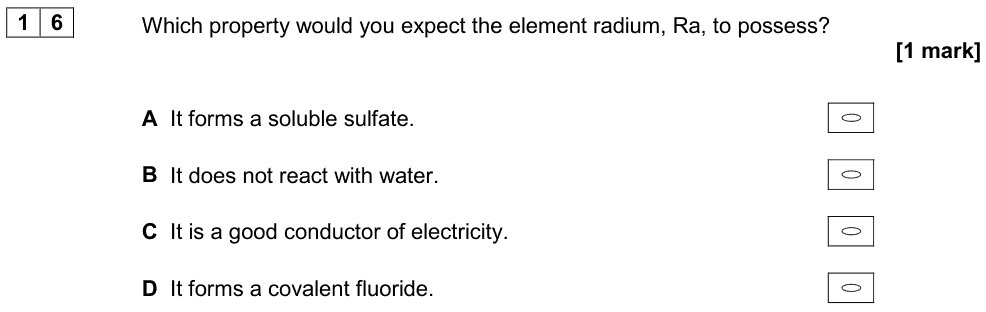 1 6 Which property would you expect the element radium, Ra, to possess?
[1 mark]
A It forms a soluble sulfate.
B It does not react with water.
C It is a good conductor of electricity.
D It forms a covalent fluoride.